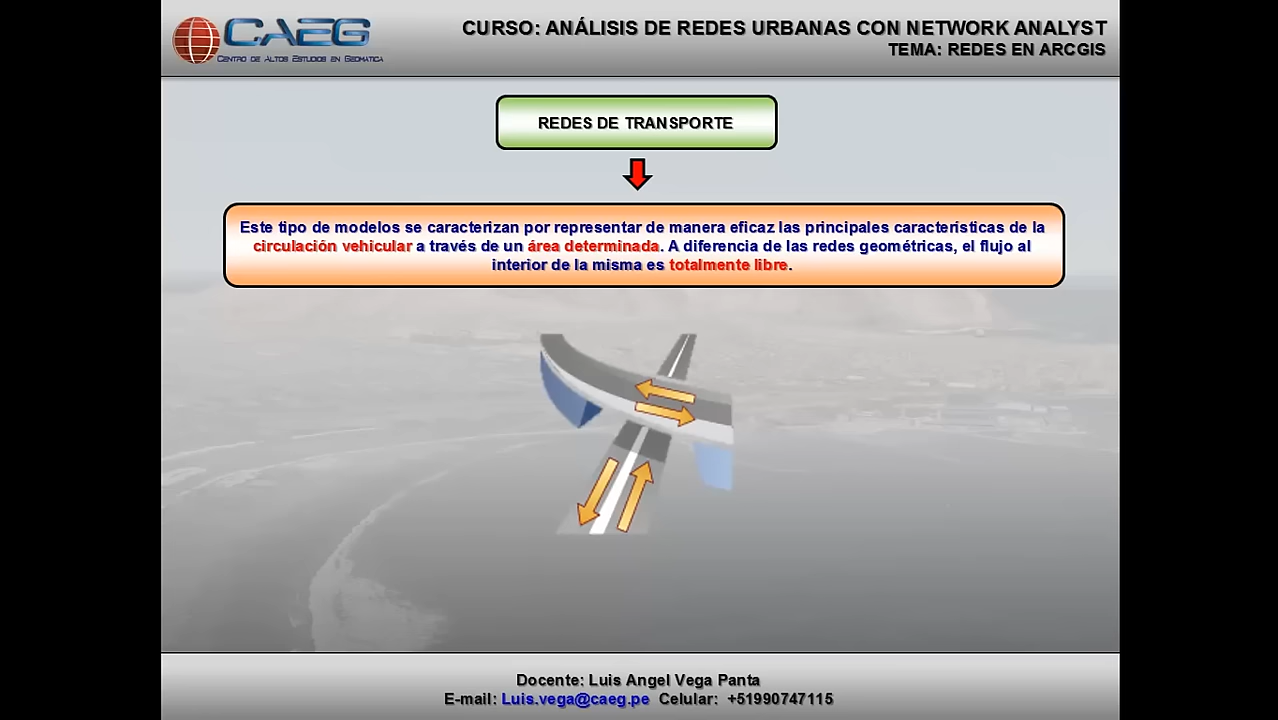 CAEG
CENTRO DE ALTOS ESTUDIOS EN GEOMATICA
CURSO: ANÁLISIS DE REDES URBANAS CON NETWORK ANALYST
TEMA: REDES EN ARCGIS
REDES DE TRANSPORTE
Este tipo de modelos se caracterizan por representar de manera eficaz las principales características de la
circulación vehicular a través de un área determinada. A diferencia de las redes geométricas, el flujo al
interior de la misma es totalmente libre.
Docente: Luis Angel Vega Panta
E-mail: Luis.vega@caeg.pe Celular: +51990747115